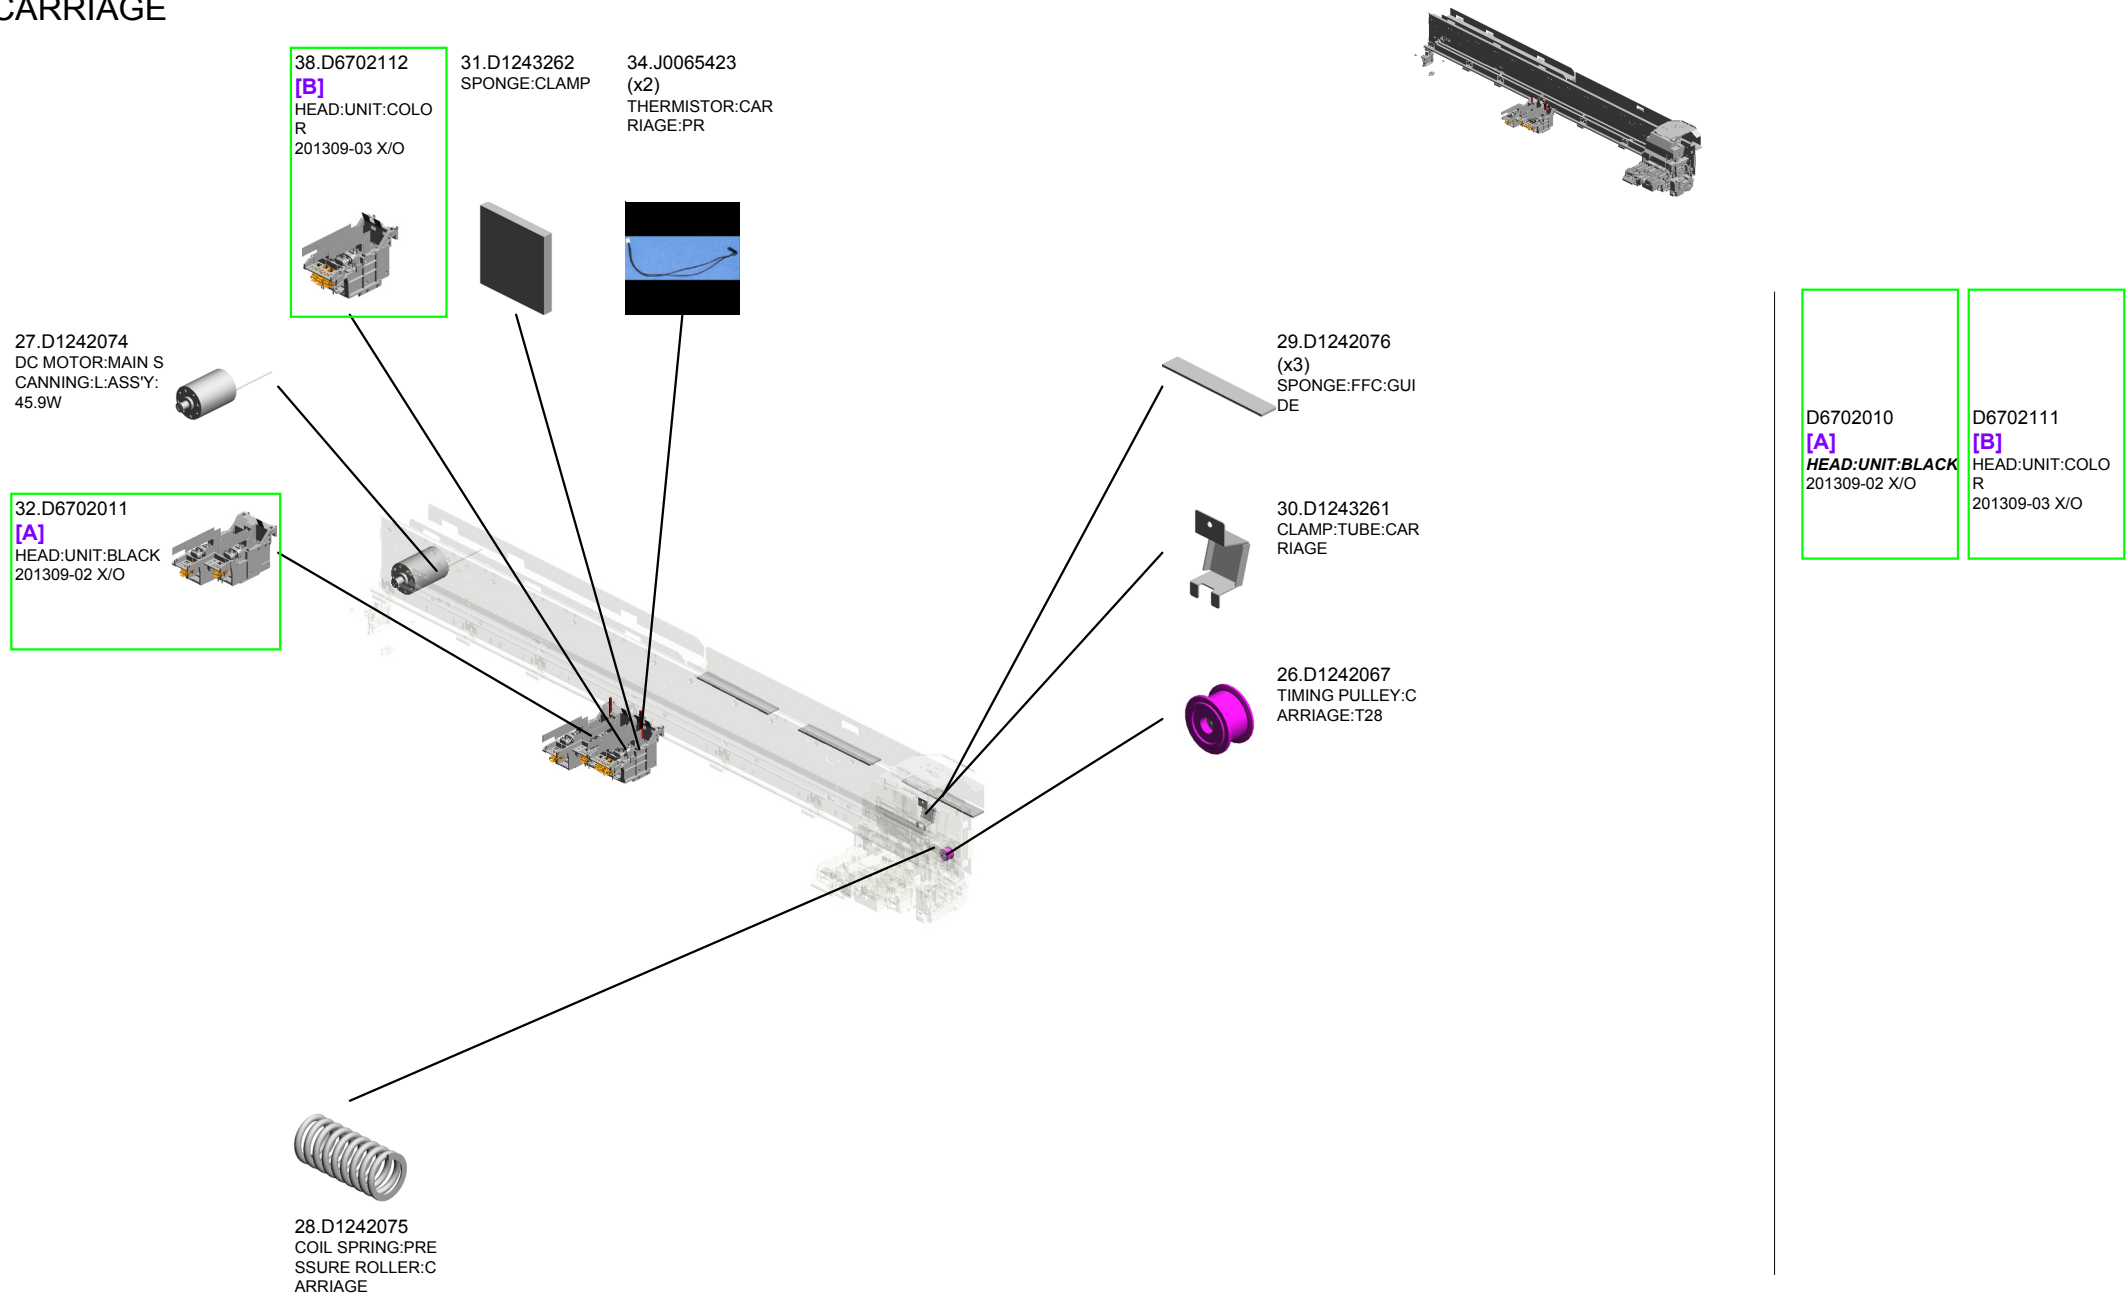 CARRIAGE
38.D6702112
[B]
HEAD:UNIT:COLO
R
201309-03 X/O
31.D1243262
SPONGE:CLAMP
34.J0065423
(x2)
THERMISTOR:CAR
RIAGE:PR
27.D1242074
DC MOTOR:MAIN S
CANNING:L:ASS'Y:
45.9W
32.D6702011
[A]
HEAD:UNIT:BLACK
201309-02 X/O
29.D1242076
(x3)
SPONGE:FFC:GUI
DE
30.D1243261
CLAMP:TUBE:CAR
RIAGE
26.D1242067
TIMING PULLEY:C
ARRIAGE:T28
28.D1242075
COIL SPRING:PRE
SSURE ROLLER:C
ARRIAGE
D6702010
[A]
HEAD:UNIT:BLACK
201309-02 X/O
D6702111
[B]
HEAD:UNIT:COLO
R
201309-03 X/O